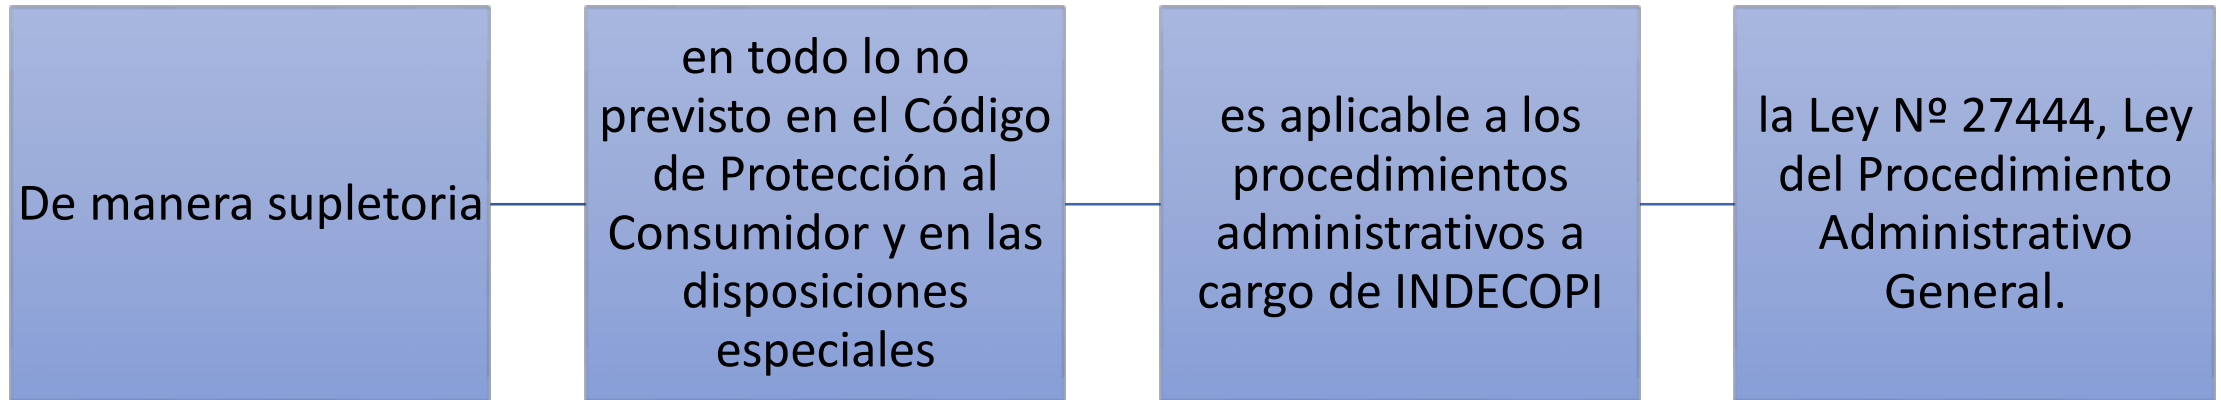 De manera supletoria
en todo lo no
previsto en el Código
de Protección al
Consumidor y en las
disposiciones
especiales
es aplicable a los
procedimientos
administrativos a
cargo de INDECOPI
la Ley Nº 27444, Ley
del Procedimiento
Administrativo
General.